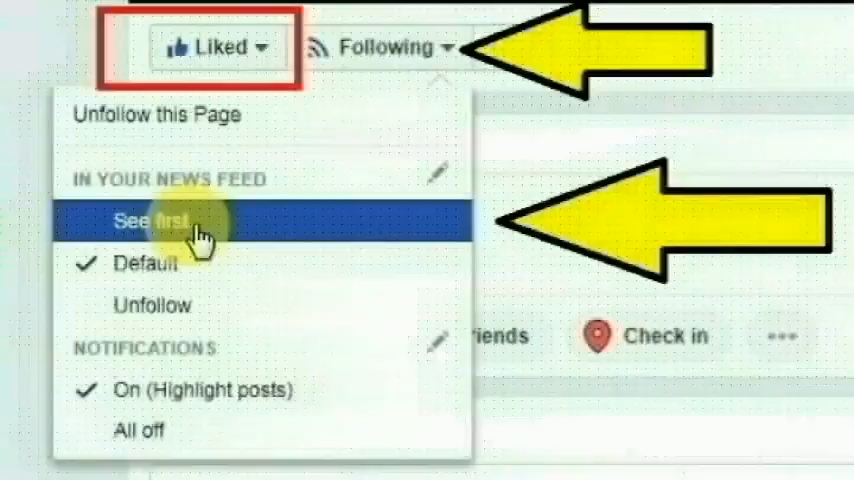 Liked Following
Unfollow this Page
IN YOUR NEWS FEED
See first
Default
Unfollow
riends Check in
NOTIFICATIONS
On (Highlight posts)
All off